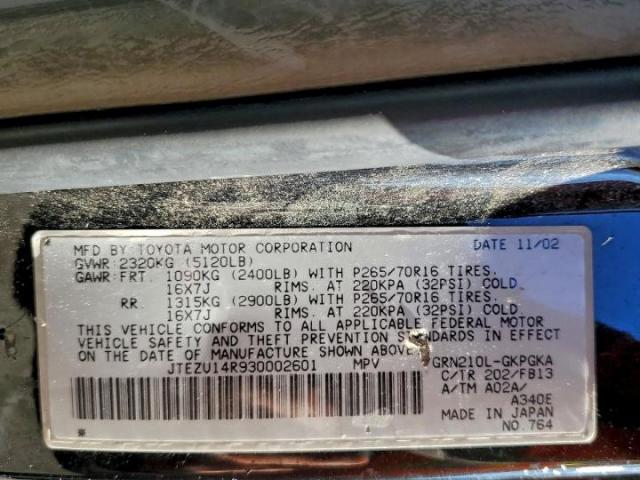 MFD BY:TOYOTA MOTOR CORPORATION DATE 11/02
GVWR:2320KG (5120LB)
GAWR:FRT. 1090KG (2400LB) WITH P265/70R16 TIRES.
16X7J RIMS. AT 220KPA (32PSI) COLD
RR. 1315KG (2900LB) WITH P265/70R16 TIRES.
16X7J RIMS. AT 220KPA (32PSI) COLD
THIS VEHICLE CONFORMS TO ALL APPLICABLE FEDERAL MOTOR
VEHICLE SAFETY AND THEFT PREVENTION STANDARDS IN EFFECT
ON THE DATE OF MANUFACTURE SHOWN ABOVE.
JTEZU14R930002601 MPV GRN210L-GKPGKA
C/TR 202/FB13
A/TM A02A/
A340E
MADE IN JAPAN
* NO.764